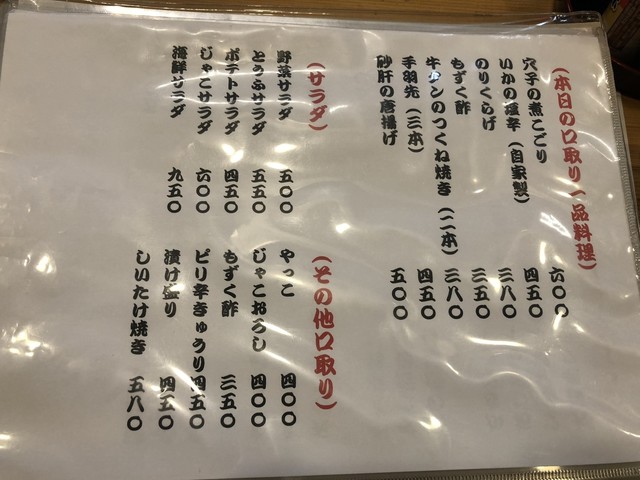 (本日の口取り一品料理)
穴子の煮こごり 六〇〇
いかの塩辛(自家製) 四五〇
のりくらげ 三八〇
もずく酢 三五〇
牛タンのつくね焼き(二本) 三八〇
手羽先(三本) 四五〇
砂肝の唐揚げ 五〇〇
(サラダ)
野菜サラダ 五〇〇
とうふサラダ 五五〇
ポテトサラダ 四五〇
じゃこサラダ 六〇〇
海鮮サラダ 九五〇
(その他口取り)
やっこ 四〇〇
じゃこおろし 四〇〇
もずく酢 三五〇
ピリ辛きゅうり 四五〇
漬け盛り 四五〇
しいたけ焼き 五八〇